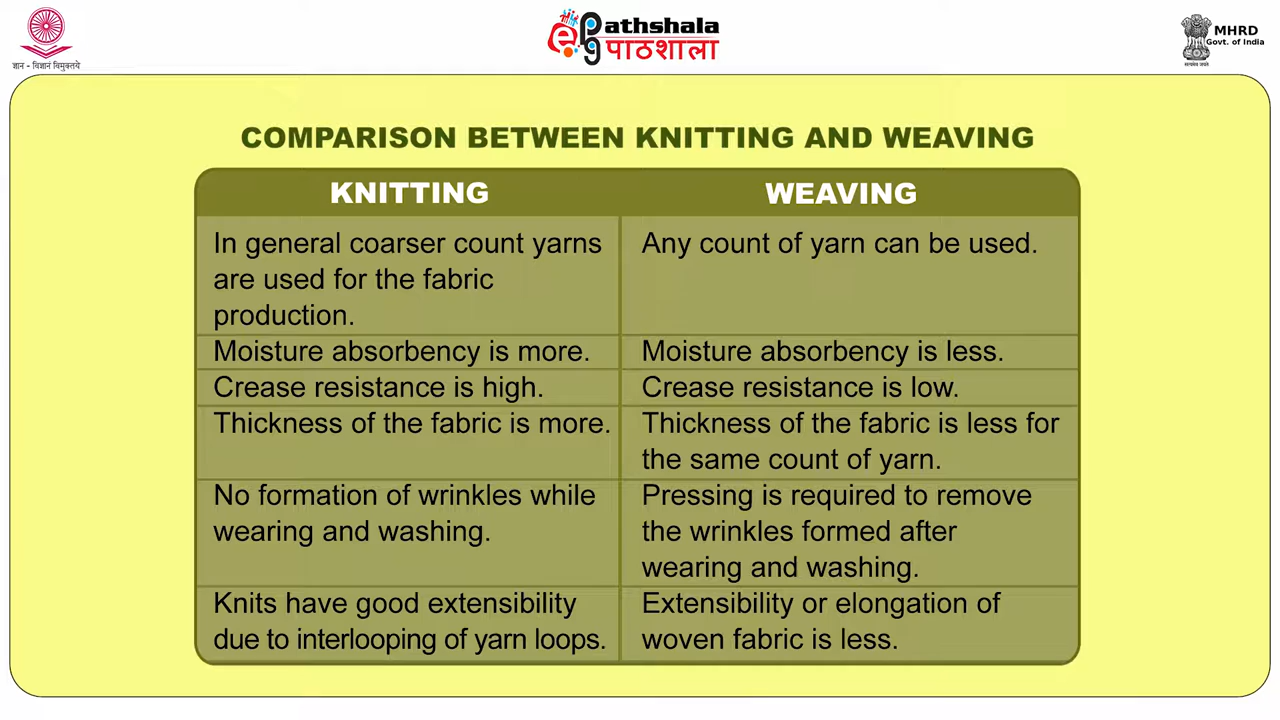 ज्ञान - विज्ञान विमुक्तये
ePathshala
पाठशाला
MHRD
Govt. of India
सत्यमेव जयते
COMPARISON BETWEEN KNITTING AND WEAVING
KNITTING
WEAVING
In general coarser count yarns
are used for the fabric
production.
Any count of yarn can be used.
Moisture absorbency is more.
Moisture absorbency is less.
Crease resistance is high.
Crease resistance is low.
Thickness of the fabric is more.
Thickness of the fabric is less for
the same count of yarn.
No formation of wrinkles while
wearing and washing.
Pressing is required to remove
the wrinkles formed after
wearing and washing.
Knits have good extensibility
due to interlooping of yarn loops.
Extensibility or elongation of
woven fabric is less.